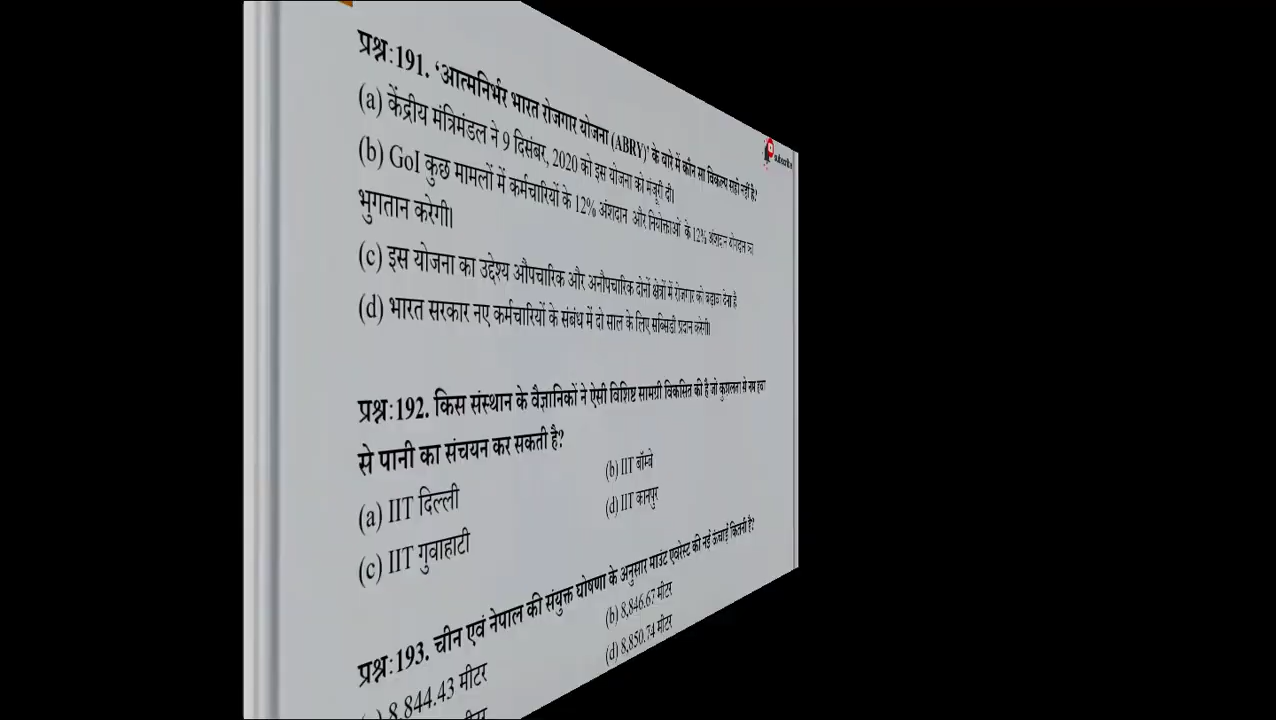 प्रश्न:191. ‘आत्मनिर्भर भारत रोजगार योजना (ABRY)’ के बारे में कौन सा विकल्प सही नहीं है?
(a) केंद्रीय मंत्रिमंडल ने 9 दिसंबर, 2020 को इस योजना को मंजूरी दी।
(b) GoI कुछ मामलों में कर्मचारियों के 12% अंशदान और नियोक्ताओं के 12% अंशदान योगदान का
भुगतान करेगी।
(c) इस योजना का उद्देश्य औपचारिक और अनौपचारिक दोनों क्षेत्रों में रोजगार को बढ़ावा देना है
(d) भारत सरकार नए कर्मचारियों के संबंध में दो साल के लिए सब्सिडी प्रदान करेगी।
प्रश्न:192. किस संस्थान के वैज्ञानिकों ने ऐसी विशिष्ट सामग्री विकसित की है जो कुशलता से नम हवा
से पानी का संचयन कर सकती है?
(a) IIT दिल्ली (b) IIT बॉम्बे
(c) IIT गुवाहाटी (d) IIT कानपुर
प्रश्न:193. चीन एवं नेपाल की संयुक्त घोषणा के अनुसार माउंट एवरेस्ट की नई ऊंचाई कितनी है?
8,844.43 मीटर (b) 8,846.67 मीटर
(d) 8,850.74 मीटर
subscribe